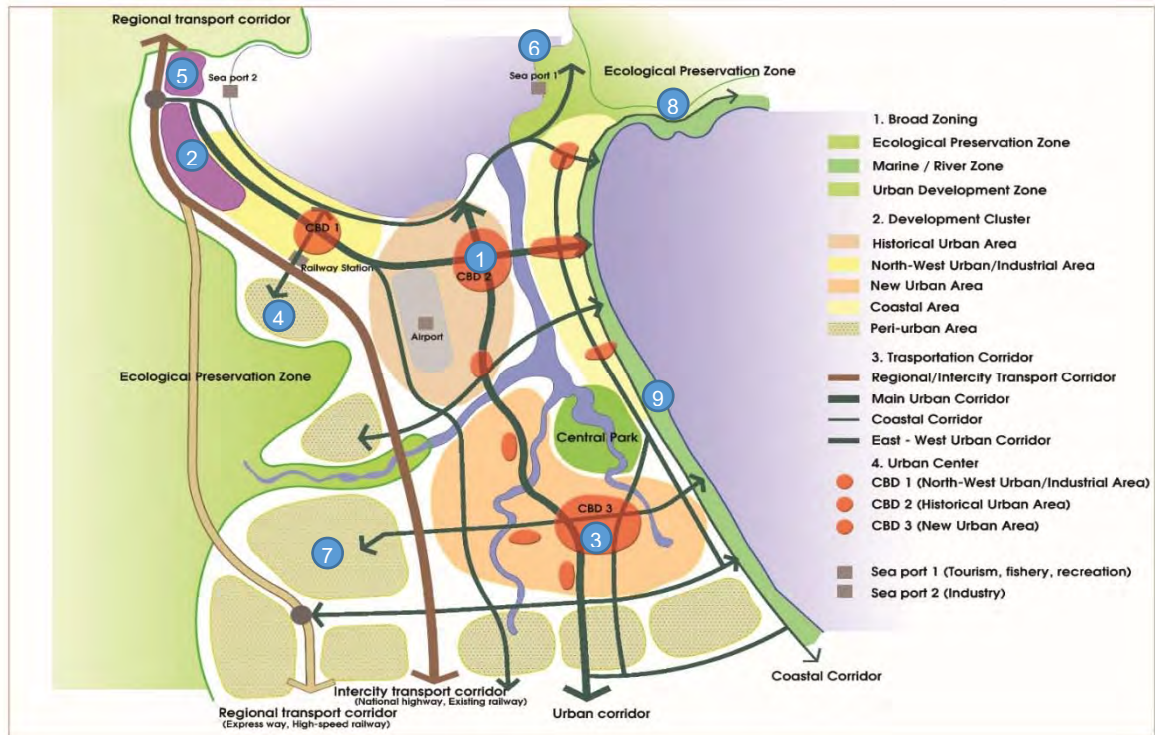 Regional transport corridor
5
Sea port 2
6
Sea port 1
Ecological Preservation Zone
8
2
CBD 1
Railway Station
1
CBD 2
4
Airport
Ecological Preservation Zone
9
Central Park
CBD 3
3
7
Coastal Corridor
Intercity transport corridor
(National highway, Existing railway)
Regional transport corridor
(Express way, High-speed railway)
Urban corridor
1. Broad Zoning
Ecological Preservation Zone
Marine / River Zone
Urban Development Zone
2. Development Cluster
Historical Urban Area
North-West Urban/Industrial Area
New Urban Area
Coastal Area
Peri-urban Area
3. Trasportation Corridor
Regional/Intercity Transport Corridor
Main Urban Corridor
Coastal Corridor
East - West Urban Corridor
4. Urban Center
CBD 1 (North-West Urban/Industrial Area)
CBD 2 (Historical Urban Area)
CBD 3 (New Urban Area)
Sea port 1 (Tourism, fishery, recreation)
Sea port 2 (Industry)